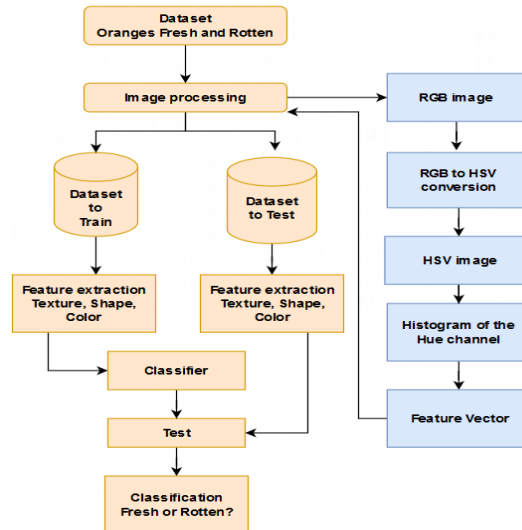 Dataset
Oranges Fresh and Rotten
Image processing
Dataset
to
Train
Dataset
to Test
Feature extraction
Texture, Shape,
Color
Feature extraction
Texture, Shape,
Color
Classifier
Test
Classification
Fresh or Rotten?
RGB image
RGB to HSV
conversion
HSV image
Histogram of the
Hue channel
Feature Vector